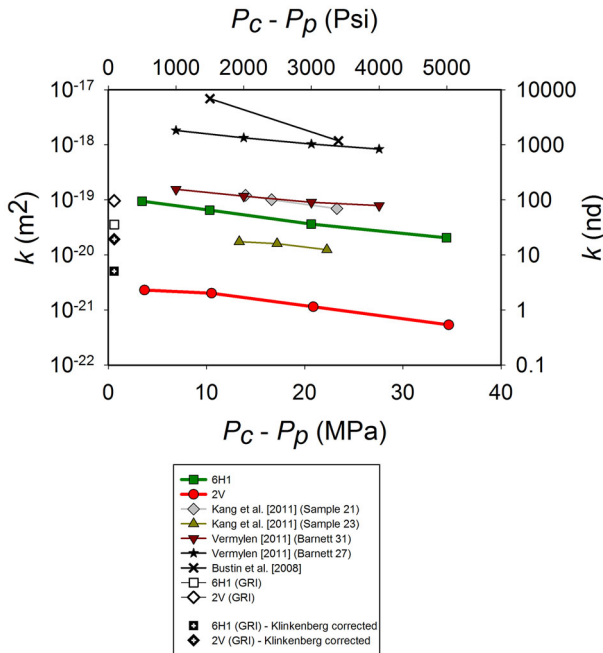 Pc - Pp (Psi)
1000 2000 3000 4000 5000
10-17 10000
10-18 1000
10-19 100
10-20 10
10-21 1
10-22 0.1
k (m2)
k (nd)
0 10 20 30 40
Pc - Pp (MPa)
6H1
2V
Kang et al. [2011] (Sample 21)
Kang et al. [2011] (Sample 23)
Vermylen [2011] (Barnett 31)
Vermylen [2011] (Barnett 27)
Bustin et al. [2008]
6H1 (GRI)
2V (GRI)
6H1 (GRI) - Klinkenberg corrected
2V (GRI) - Klinkenberg corrected